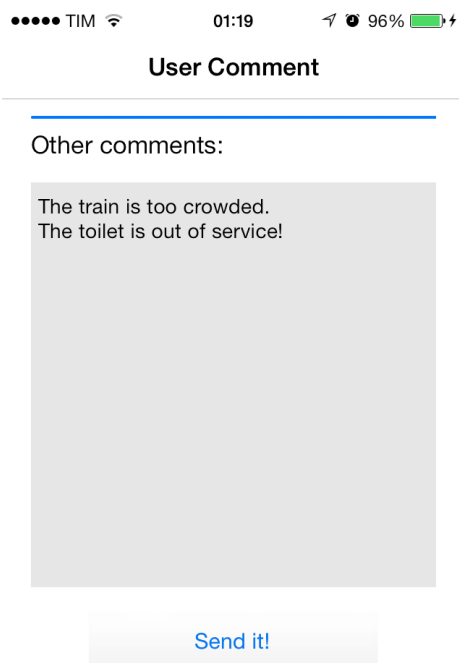 TIM 01:19 96%
User Comment
Other comments:
The train is too crowded.
The toilet is out of service!
Send it!